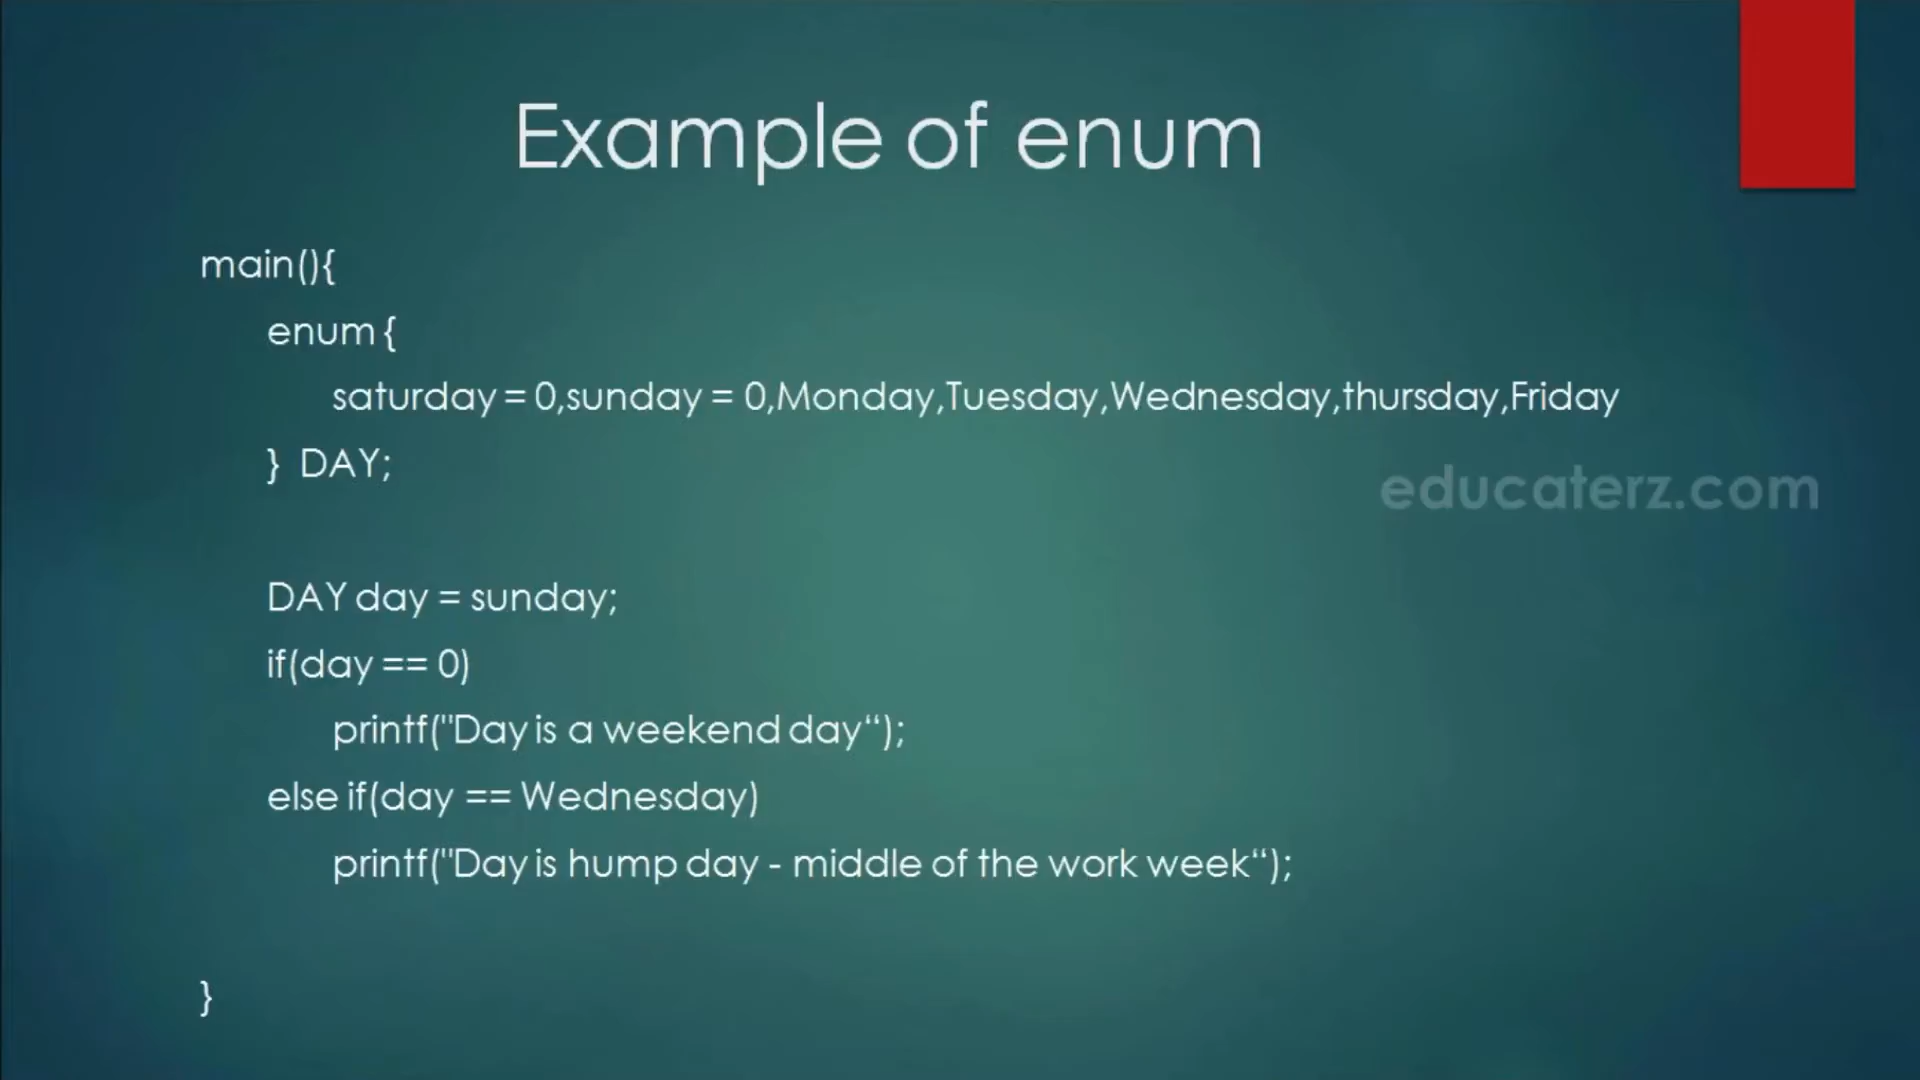 Example of enum
main(){
enum {
saturday = 0,sunday = 0,Monday,Tuesday,Wednesday,thursday,Friday
} DAY;
educaterz.com
DAY day = sunday;
if(day == 0)
printf("Day is a weekend day“);
else if(day == Wednesday)
printf("Day is hump day - middle of the work week“);
}